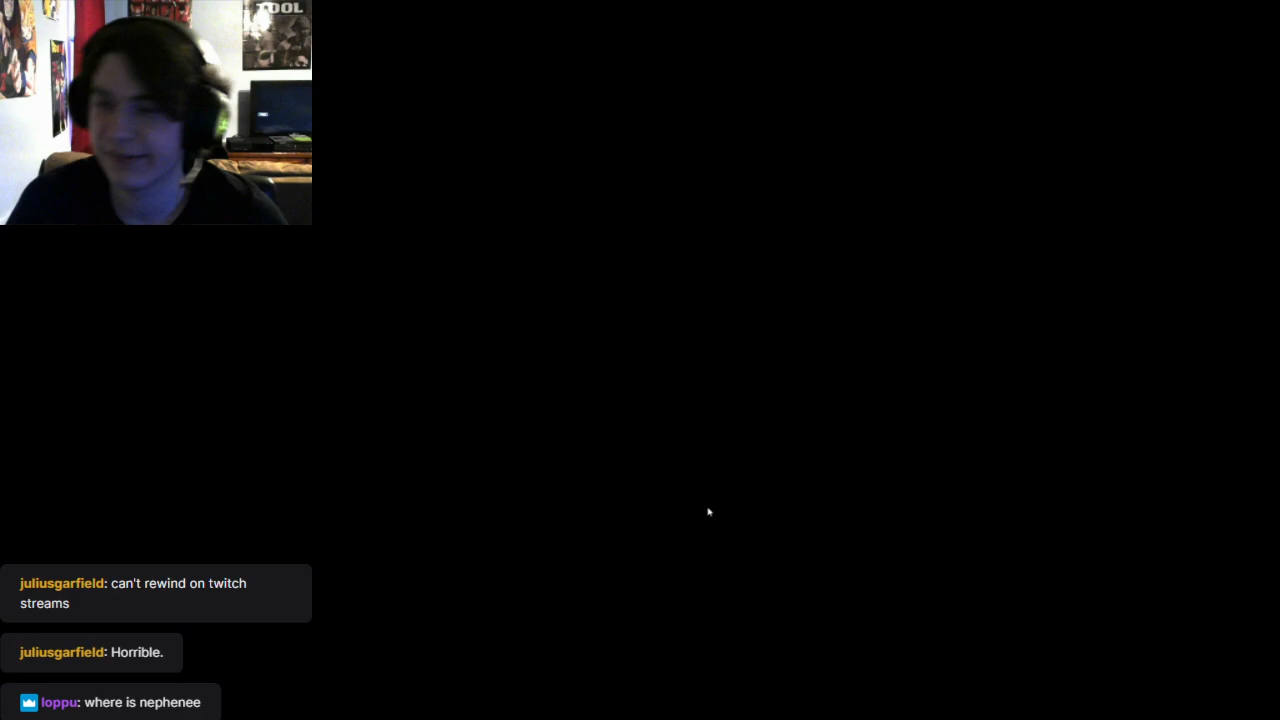 TOOL
juliusgarfield: can't rewind on twitch
streams
juliusgarfield: Horrible.
loppu: where is nephenee